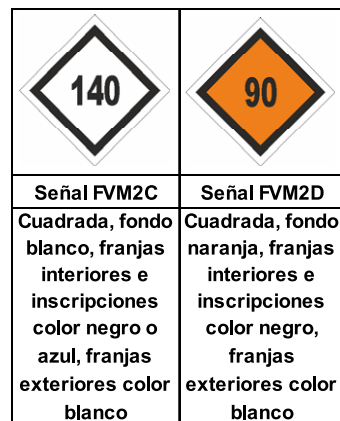 140
90
Señal FVM2C
Señal FVM2D
Cuadrada, fondo
blanco, franjas
interiores e
inscripciones
color negro o
azul, franjas
exteriores color
blanco
Cuadrada, fondo
naranja, franjas
interiores e
inscripciones
color negro,
franjas
exteriores color
blanco